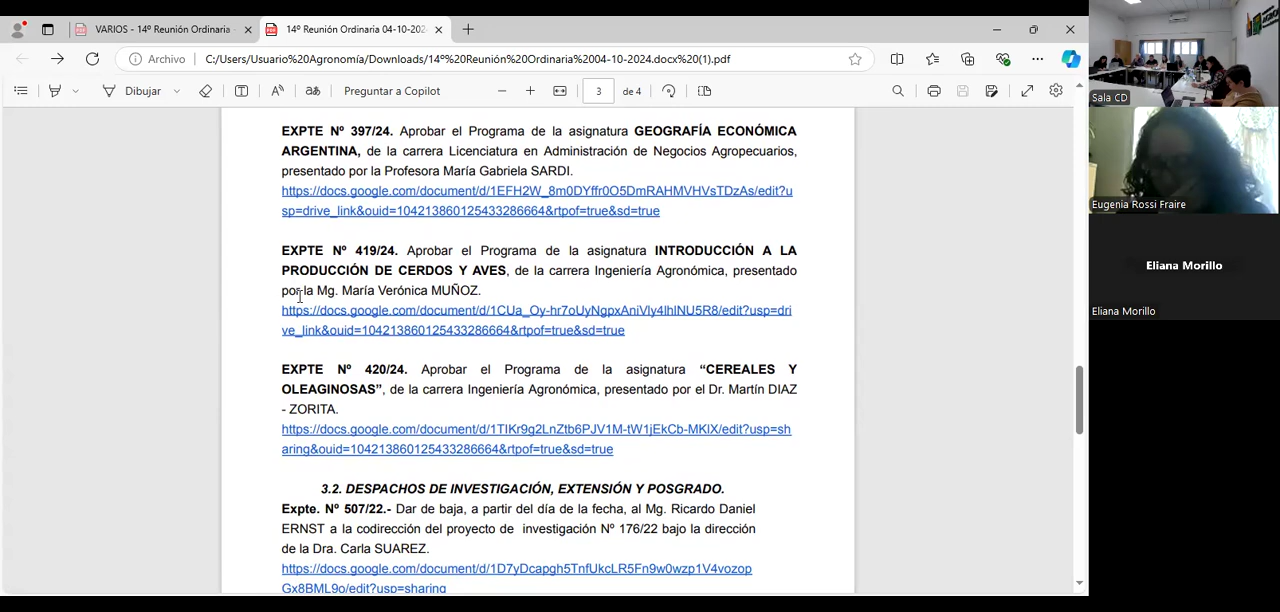 VARIOS - 14º Reunión Ordinaria
14º Reunión Ordinaria 04-10-202
Archivo
C:/Users/Usuario%20Agronomía/Downloads/14º%20Reunión%20Ordinaria%2004-10-2024.docx%20(1).pdf
Dibujar
Preguntar a Copilot
3
de 4
EXPTE Nº 397/24. Aprobar el Programa de la asignatura GEOGRAFÍA ECONÓMICA
ARGENTINA, de la carrera Licenciatura en Administración de Negocios Agropecuarios,
presentado por la Profesora María Gabriela SARDI.
https://docs.google.com/document/d/1EFH2W_8m0DYffr0O5DmRAHMVHVsTDzAs/edit?u
sp=drive_link&ouid=104213860125433286664&rtpof=true&sd=true
EXPTE Nº 419/24. Aprobar el Programa de la asignatura INTRODUCCIÓN A LA
PRODUCCIÓN DE CERDOS Y AVES, de la carrera Ingeniería Agronómica, presentado
por la Mg. María Verónica MUÑOZ.
https://docs.google.com/document/d/1CUa_Oy-hr7oUyNgpxAniVly4lhlNU5R8/edit?usp=dri
ve_link&ouid=104213860125433286664&rtpof=true&sd=true
EXPTE Nº 420/24. Aprobar el Programa de la asignatura “CEREALES Y
OLEAGINOSAS”, de la carrera Ingeniería Agronómica, presentado por el Dr. Martín DIAZ
- ZORITA.
https://docs.google.com/document/d/1TIKr9g2LnZtb6PJV1M-tW1jEkCb-MKlX/edit?usp=sh
aring&ouid=104213860125433286664&rtpof=true&sd=true
3.2. DESPACHOS DE INVESTIGACIÓN, EXTENSIÓN Y POSGRADO.
Expte. Nº 507/22.- Dar de baja, a partir del día de la fecha, al Mg. Ricardo Daniel
ERNST a la codirección del proyecto de investigación Nº 176/22 bajo la dirección
de la Dra. Carla SUAREZ.
https://docs.google.com/document/d/1D7yDcapgh5TnfUkcLR5Fn9w0wzp1V4vozop
Gx8BML9o/edit?usp=sharing
Sala CD
Eugenia Rossi Fraire
Eliana Morillo
Eliana Morillo